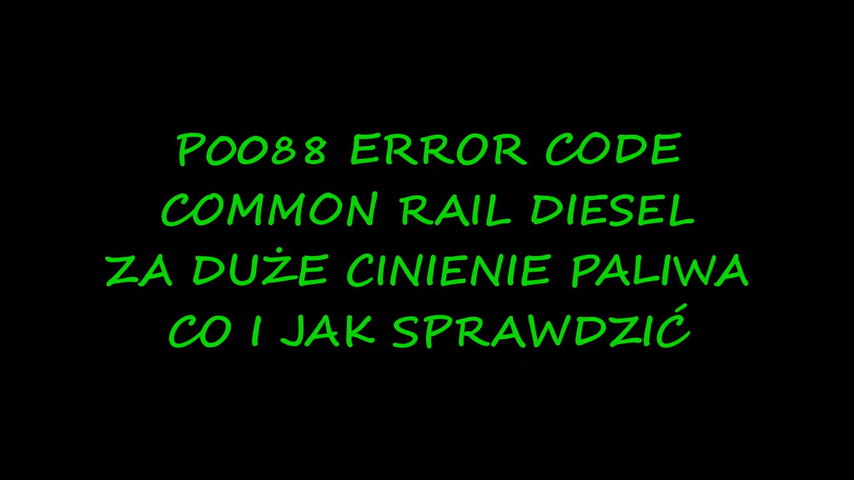 P0088 ERROR CODE
COMMON RAIL DIESEL
ZA DUŻE CINIENIE PALIWA
CO I JAK SPRAWDZIĆ